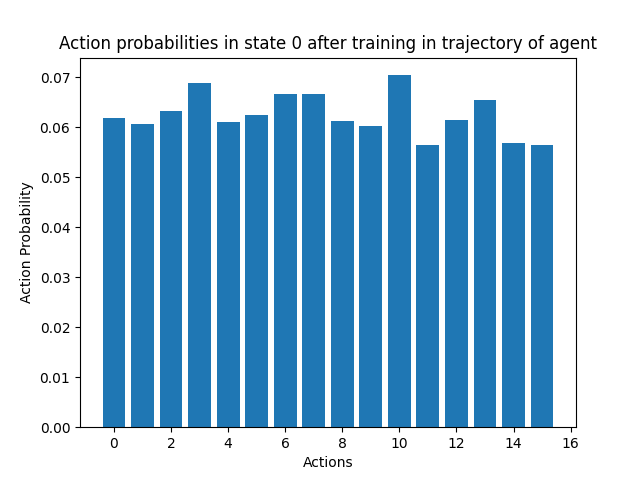 Action probabilities in state 0 after training in trajectory of agent
0.07
0.06
0.05
0.04
0.03
0.02
0.01
0.00
Action Probability
0 2 4 6 8 10 12 14 16
Actions